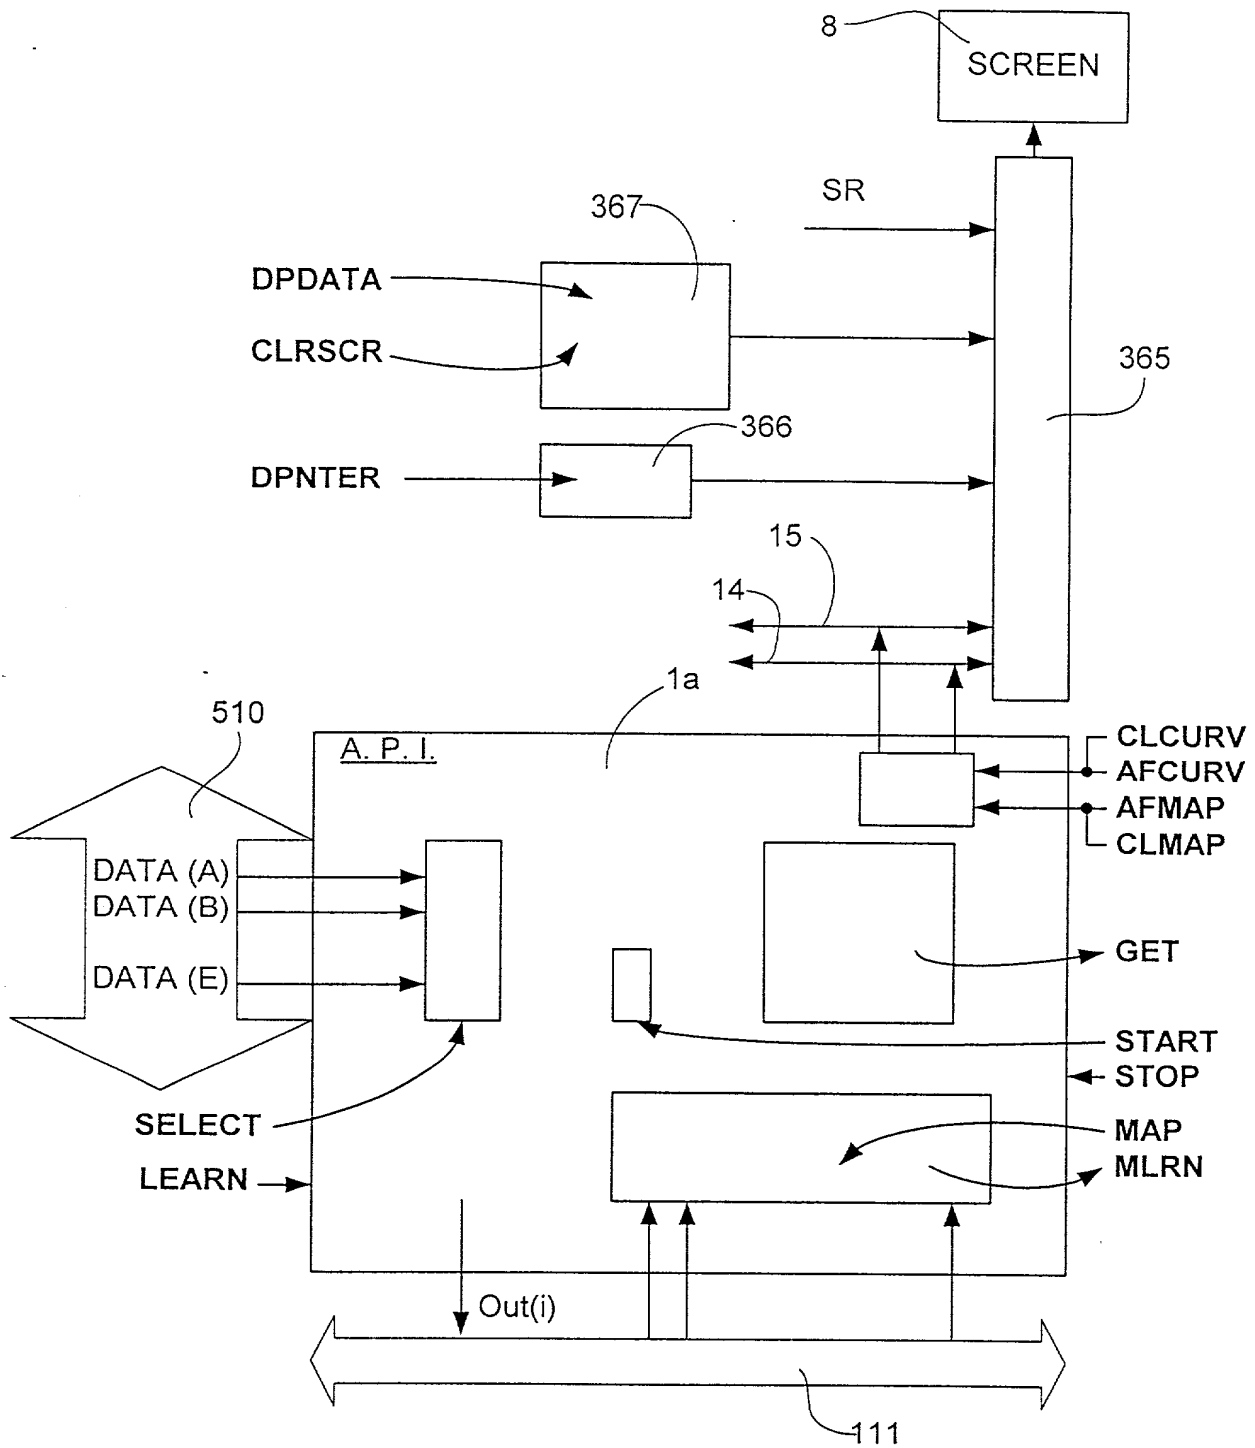 8
SCREEN
SR
367
DPDATA
CLRSCR
365
366
DPNTER
15
14
1a
510
A. P. I.
CLCURV
AFCURV
AFMAP
CLMAP
DATA (A)
DATA (B)
DATA (E)
GET
START
STOP
SELECT
MAP
LEARN
MLRN
Out(i)
111